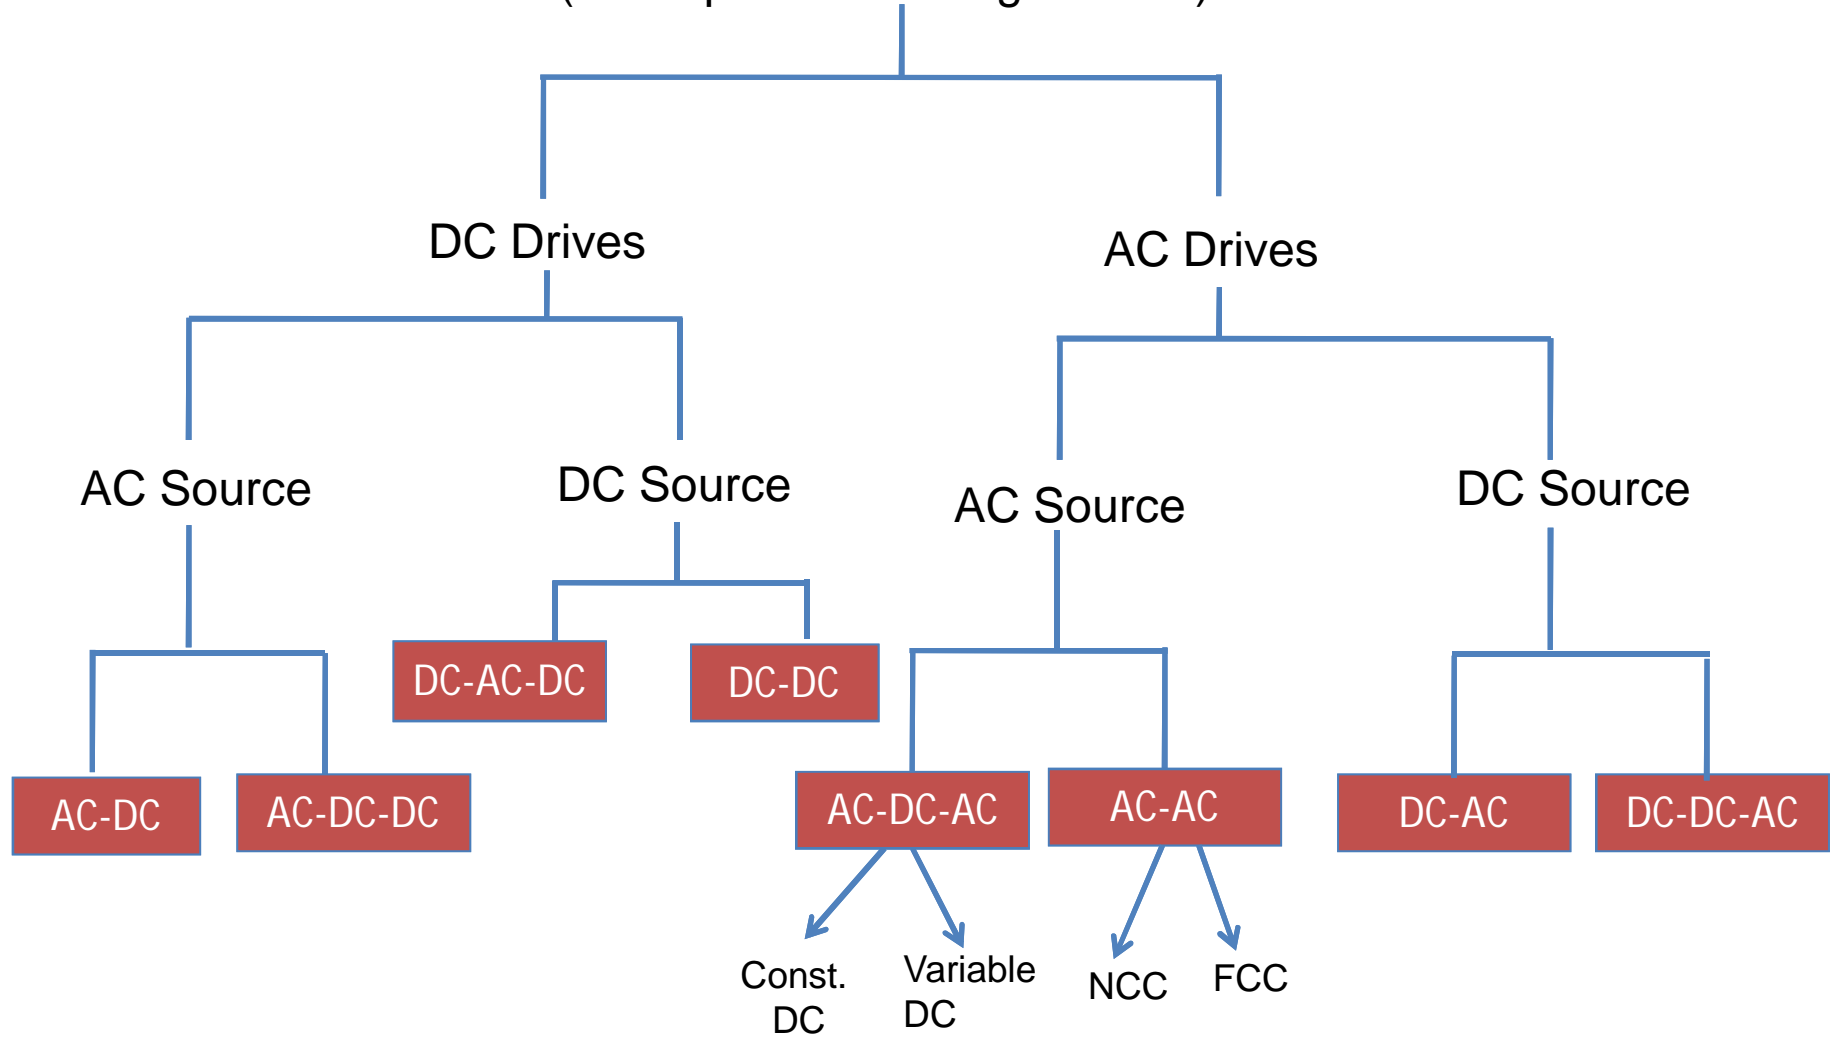 DC Drives
AC Drives
AC Source
DC Source
AC Source
DC Source
DC-AC-DC
DC-DC
AC-DC
AC-DC-DC
AC-DC-AC
AC-AC
DC-AC
DC-DC-AC
Const.
DC
Variable
DC
NCC
FCC